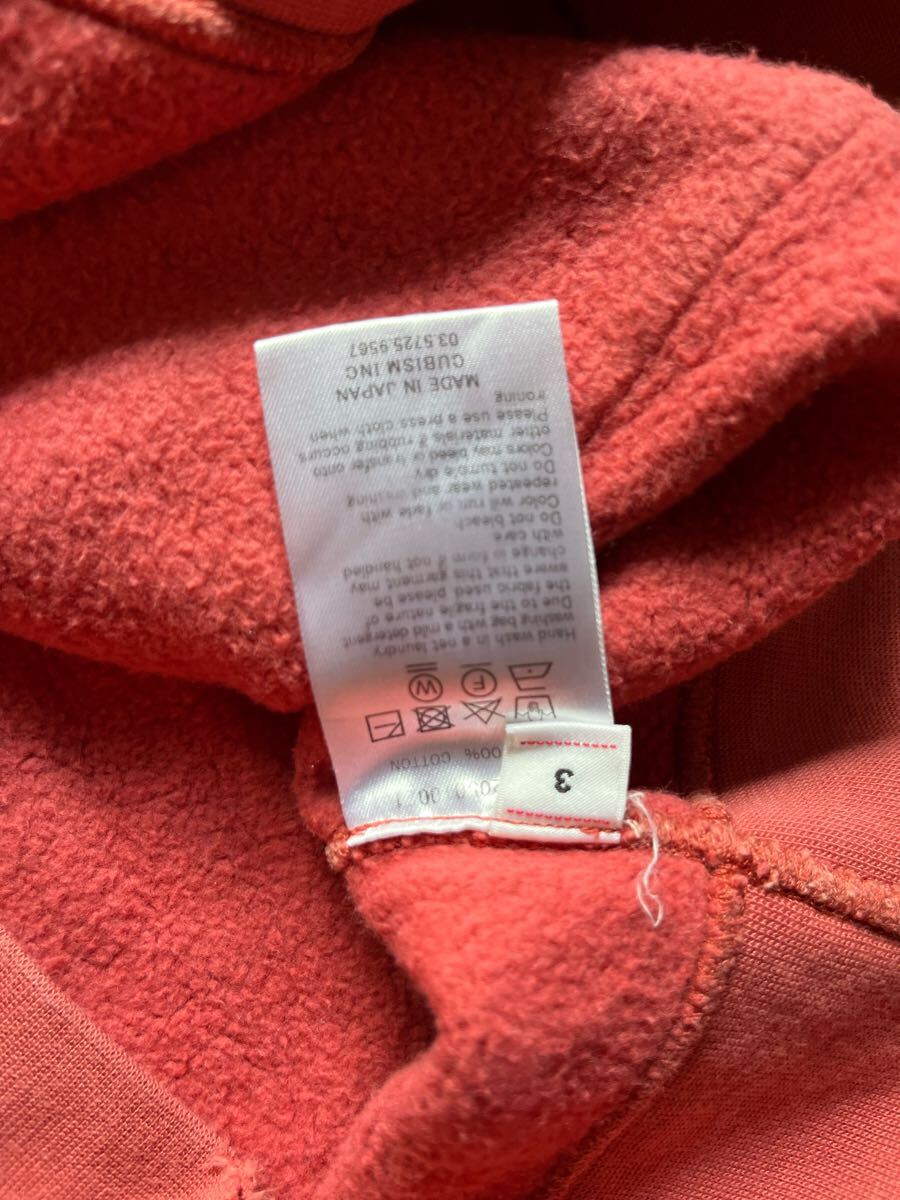 3
COTTON
W
F
Hand wash in a net laundry
washing bag with a mild detergent
Due to the fragile nature of
the fabric used, please be
aware that this garment may
change in form if not handled
with care
Do not bleach
Color will run or fade with
repeated wear and washing
Do not tumble dry
Colors may bleed or transfer onto
other materials if rubbing occurs
Please use a press cloth when
ironing
MADE IN JAPAN
CUBISM INC
03.5725.9567